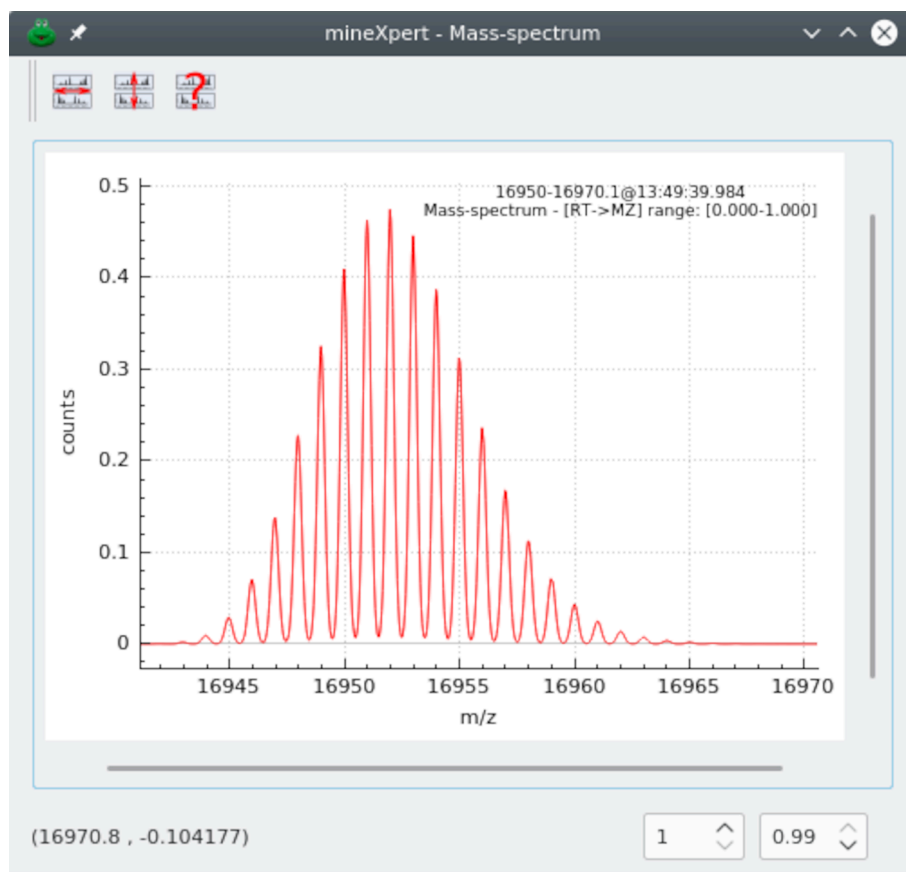 mineXpert - Mass-spectrum
?
16950-16970.1@13:49:39.984
Mass-spectrum - [RT->MZ] range: [0.000-1.000]
0.5
0.4
0.3
0.2
0.1
0
counts
16945 16950 16955 16960 16965 16970
m/z
(16970.8 , -0.104177)
1
0.99